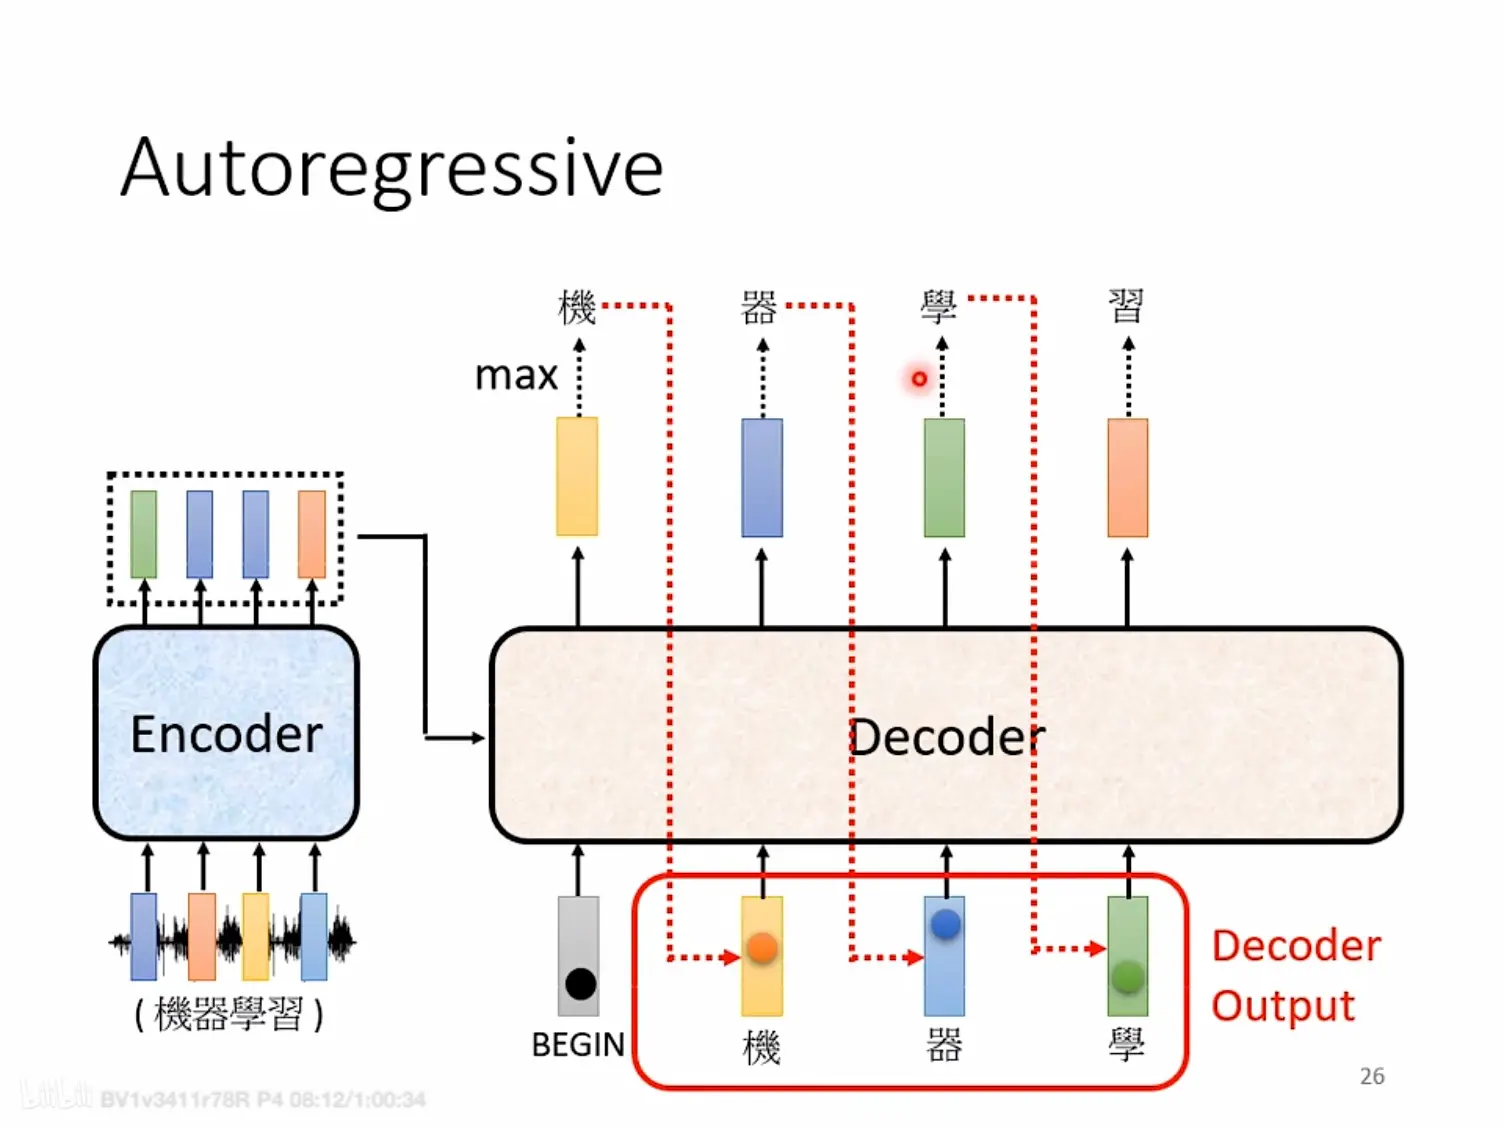 Autoregressive
機 器 學 習
max
Encoder
Decoder
( 機器學習 )
BEGIN 機 器 學
Decoder
Output
26
bilibili BV1v3411r78R P4 08:12/1:00:34